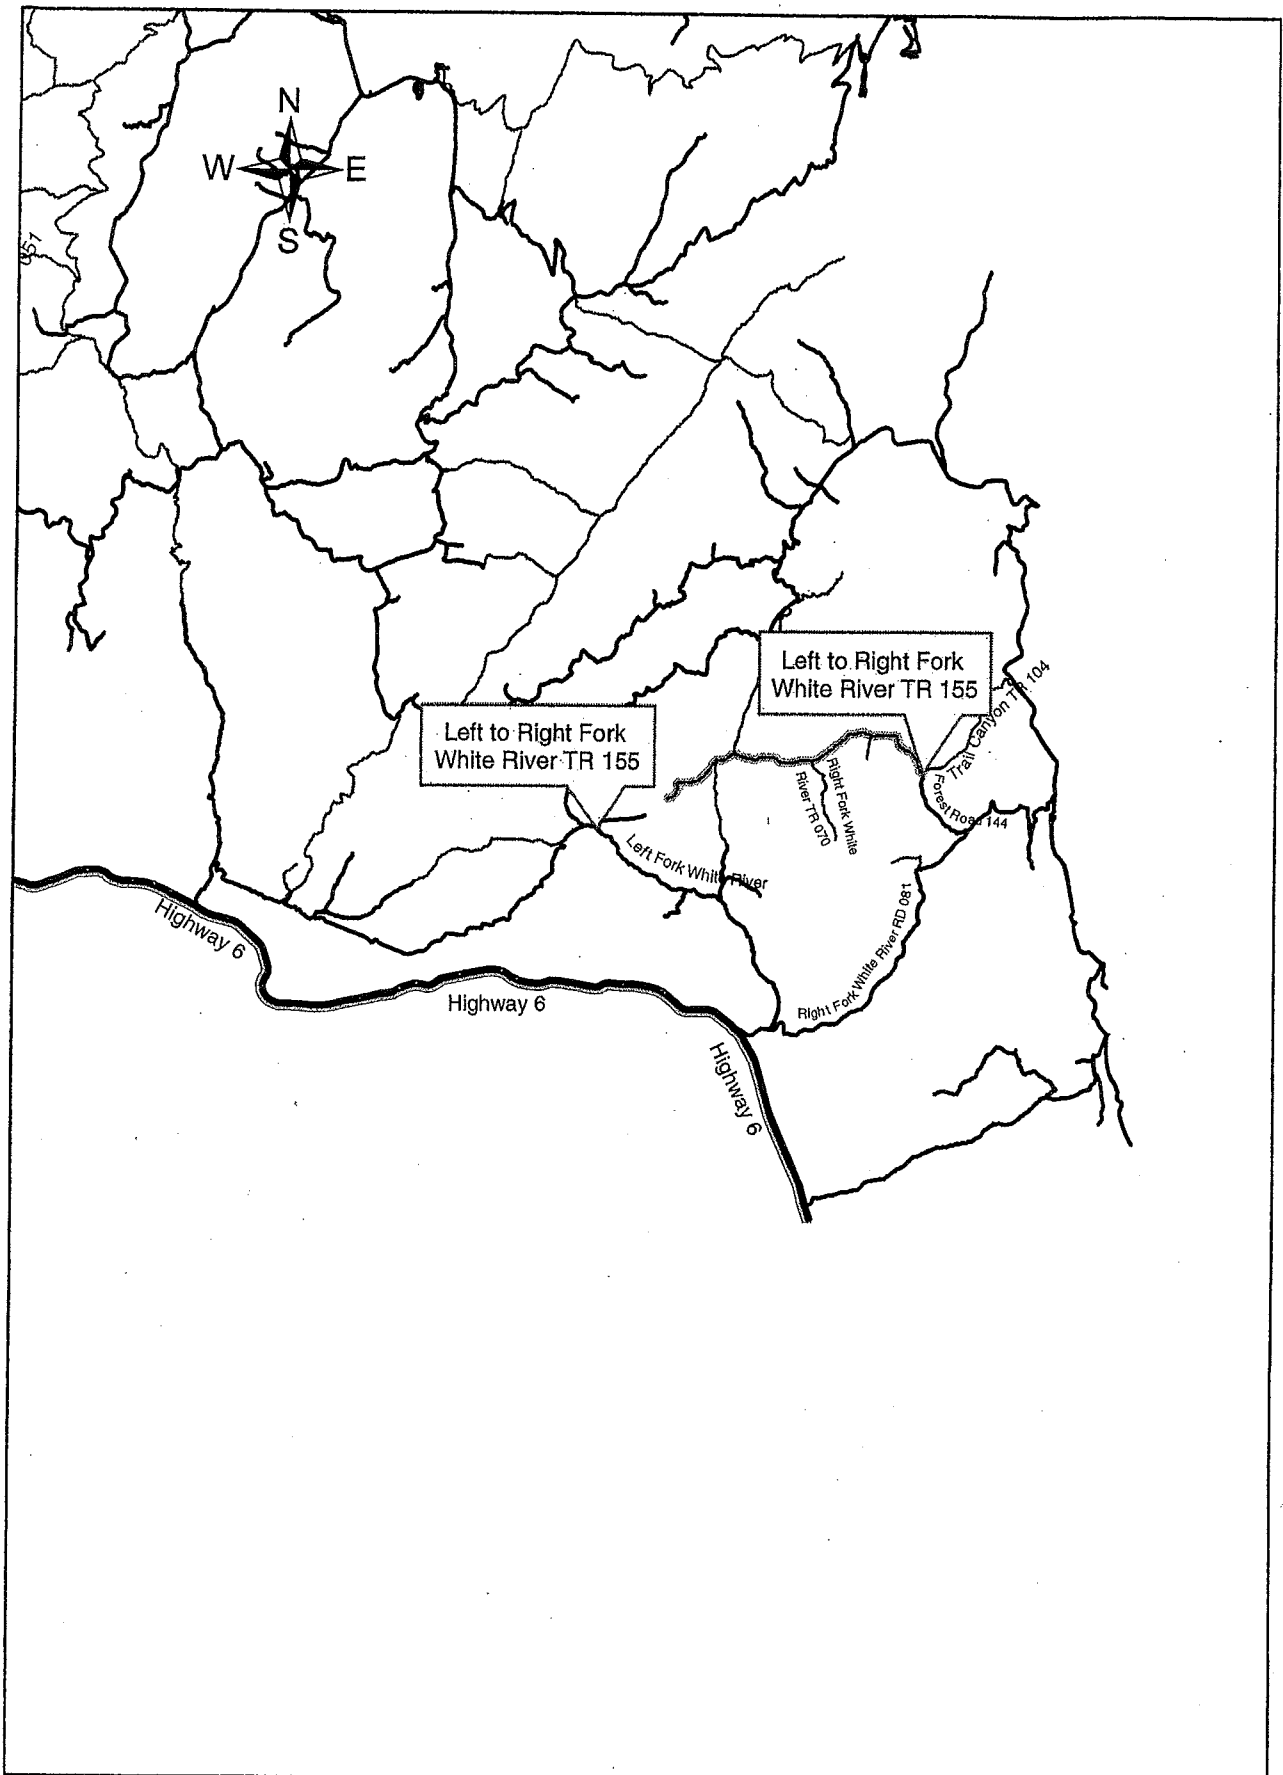 N
W
E
S
051
Left to Right Fork
White River TR 155
Left to Right Fork
White River TR 155
Trail Canyon TR 104
Forest Road 144
Right Fork White
River TR 070
Left Fork White River
Right Fork White River RD 081
Highway 6
Highway 6
Highway 6